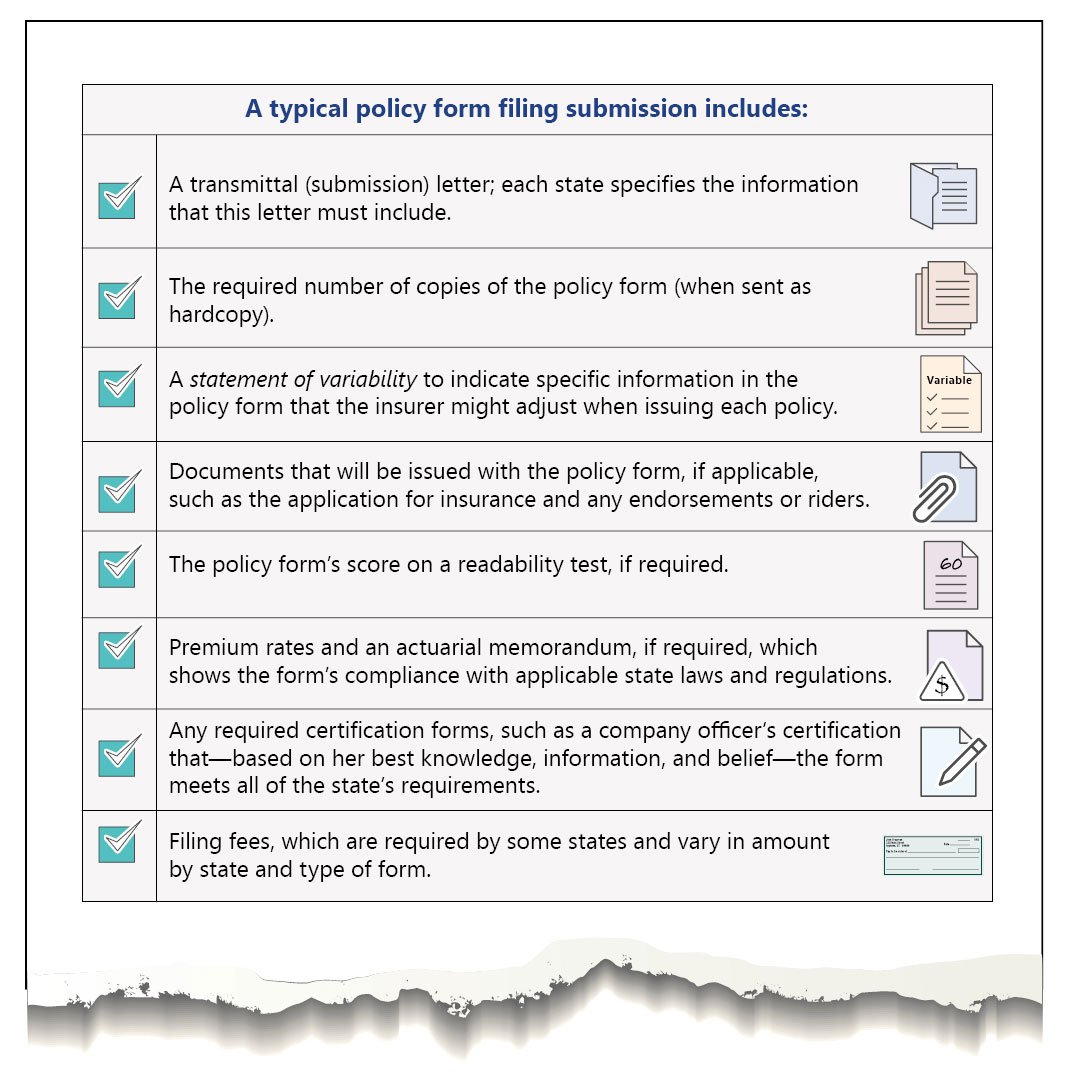 A typical policy form filing submission includes:
A transmittal (submission) letter; each state specifies the information
that this letter must include.
The required number of copies of the policy form (when sent as
hardcopy).
A statement of variability to indicate specific information in the
policy form that the insurer might adjust when issuing each policy.
Variable
Documents that will be issued with the policy form, if applicable,
such as the application for insurance and any endorsements or riders.
The policy form’s score on a readability test, if required.
60
Premium rates and an actuarial memorandum, if required, which
shows the form’s compliance with applicable state laws and regulations.
$
Any required certification forms, such as a company officer’s certification
that—based on her best knowledge, information, and belief—the form
meets all of the state’s requirements.
Filing fees, which are required by some states and vary in amount
by state and type of form.